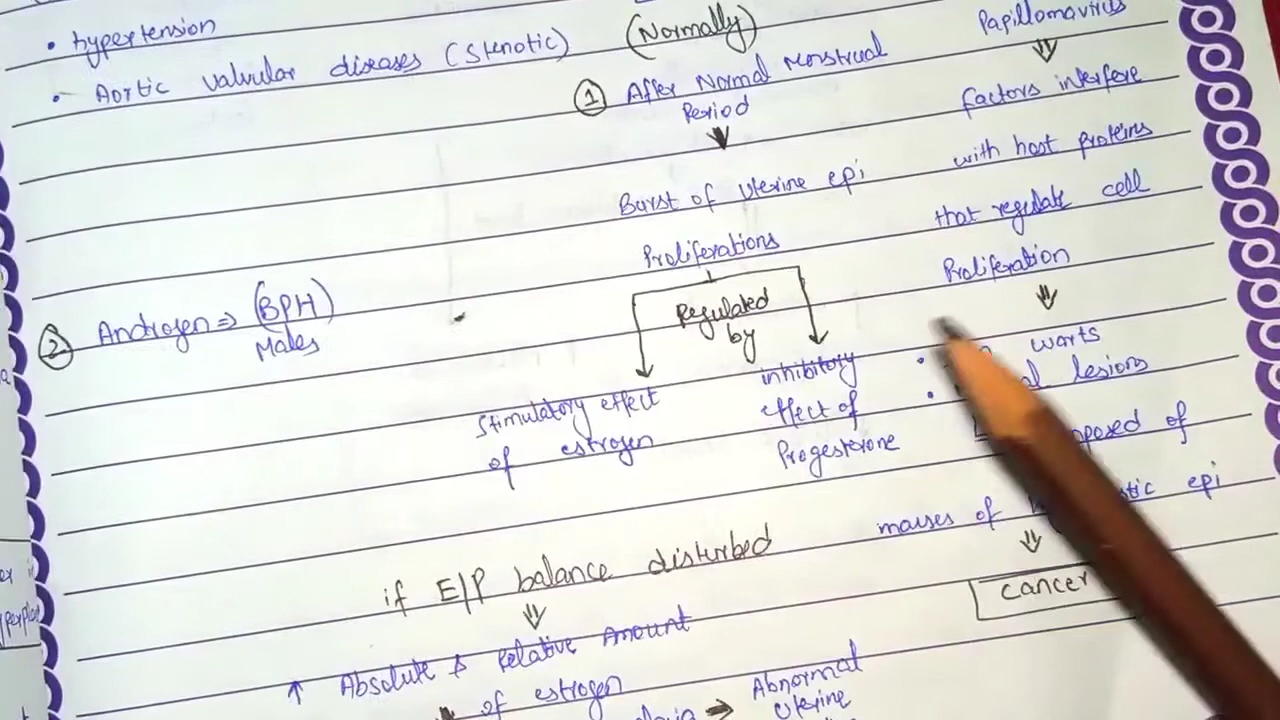 • hypertension
• Aortic valvular diseases (Stenotic)
② Androgen ⇒ (BPH)
Males
(Normally)
① After Normal Menstrual
Period
Burst of Uterine epi
Proliferations
Regulated
by
Stimulatory effect
of estrogen
inhibitory
effect of
Progesterone
if E/P balance disturbed
↑ Absolute & Relative Amount
of estrogen
→ Abnormal
Uterine
Papillomavirus
factors interfere
with host proteins
that regulate cell
Proliferation
• warts
• lesions
of
masses of epi
cancer